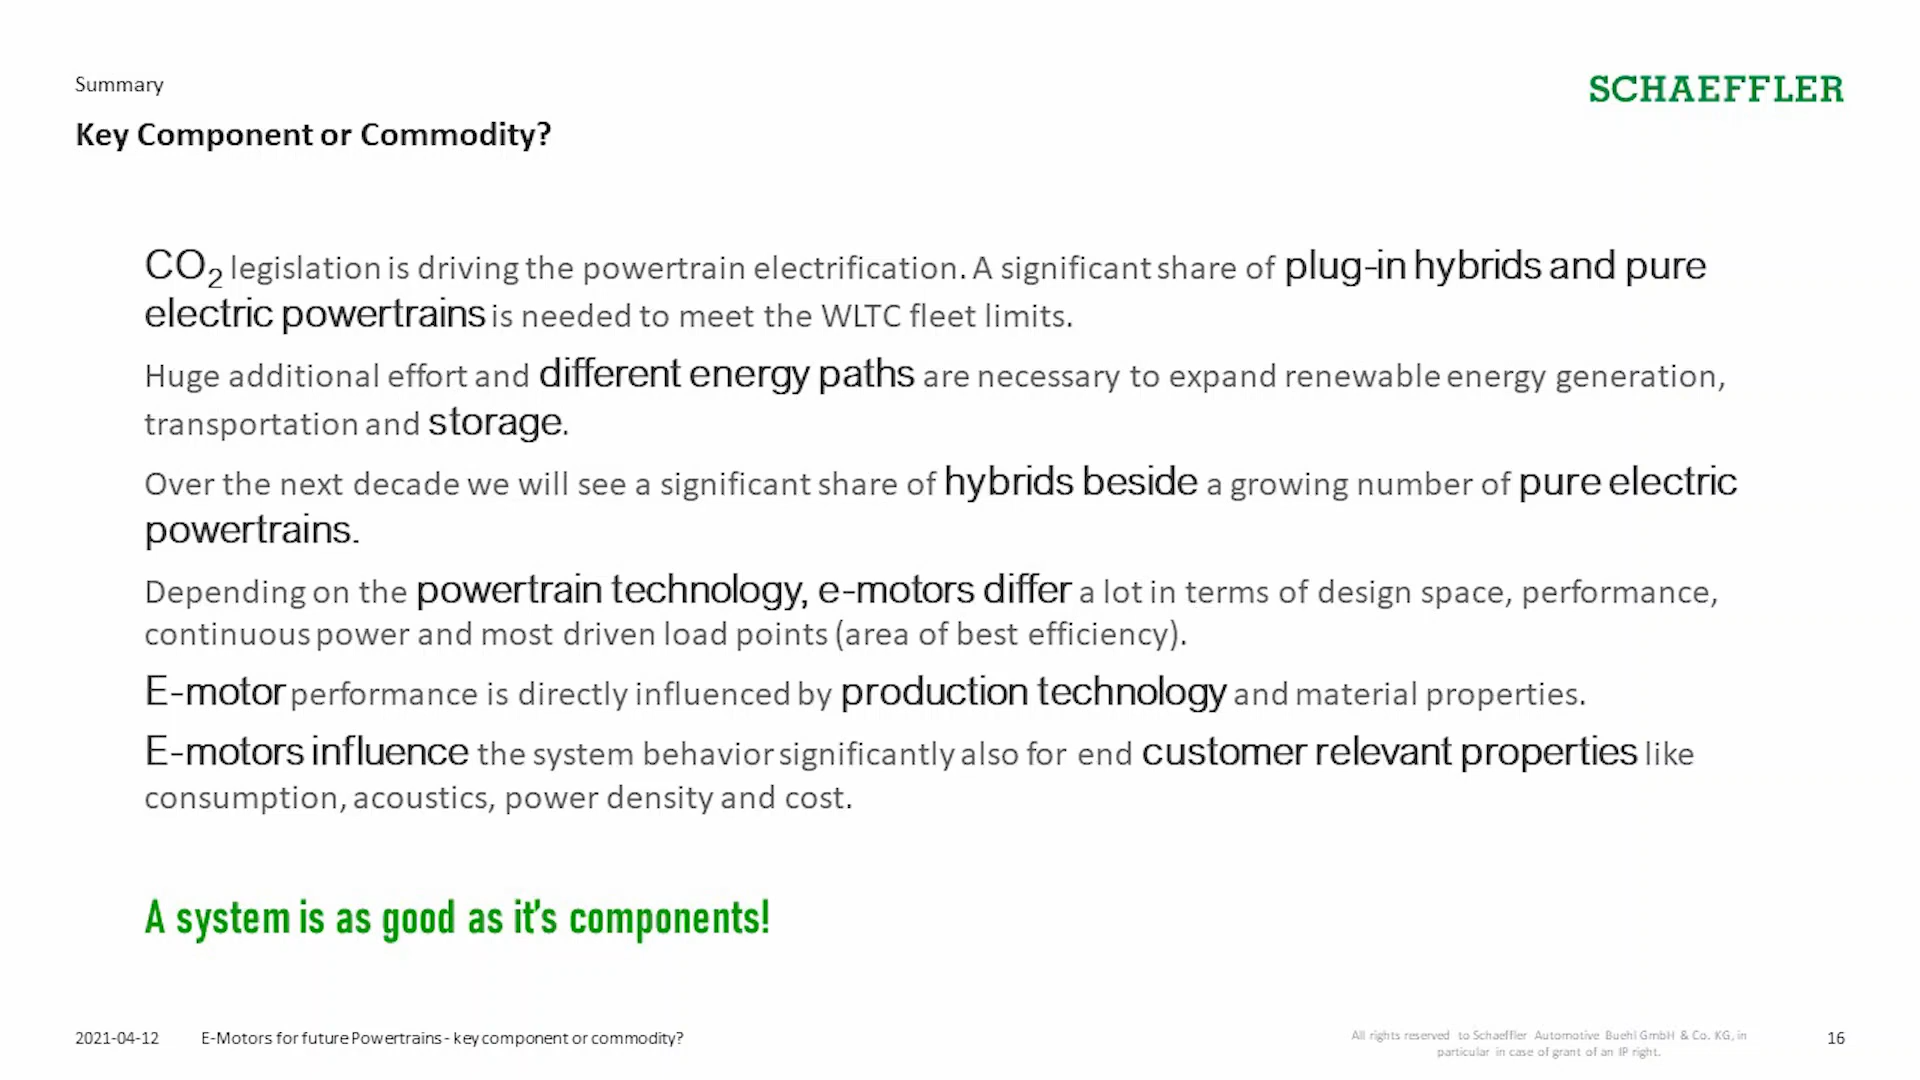 Summary
SCHAEFFLER
Key Component or Commodity?
CO₂ legislation is driving the powertrain electrification. A significant share of plug-in hybrids and pure
electric powertrains is needed to meet the WLTC fleet limits.
Huge additional effort and different energy paths are necessary to expand renewable energy generation,
transportation and storage.
Over the next decade we will see a significant share of hybrids beside a growing number of pure electric
powertrains.
Depending on the powertrain technology, e-motors differ a lot in terms of design space, performance,
continuous power and most driven load points (area of best efficiency).
E-motor performance is directly influenced by production technology and material properties.
E-motors influence the system behavior significantly also for end customer relevant properties like
consumption, acoustics, power density and cost.
A system is as good as it's components!
2021-04-12 E-Motors for future Powertrains - key component or commodity?
All rights reserved to Schaeffler Automotive Buehl GmbH & Co. KG, in
particular in case of grant of an IP right.
16